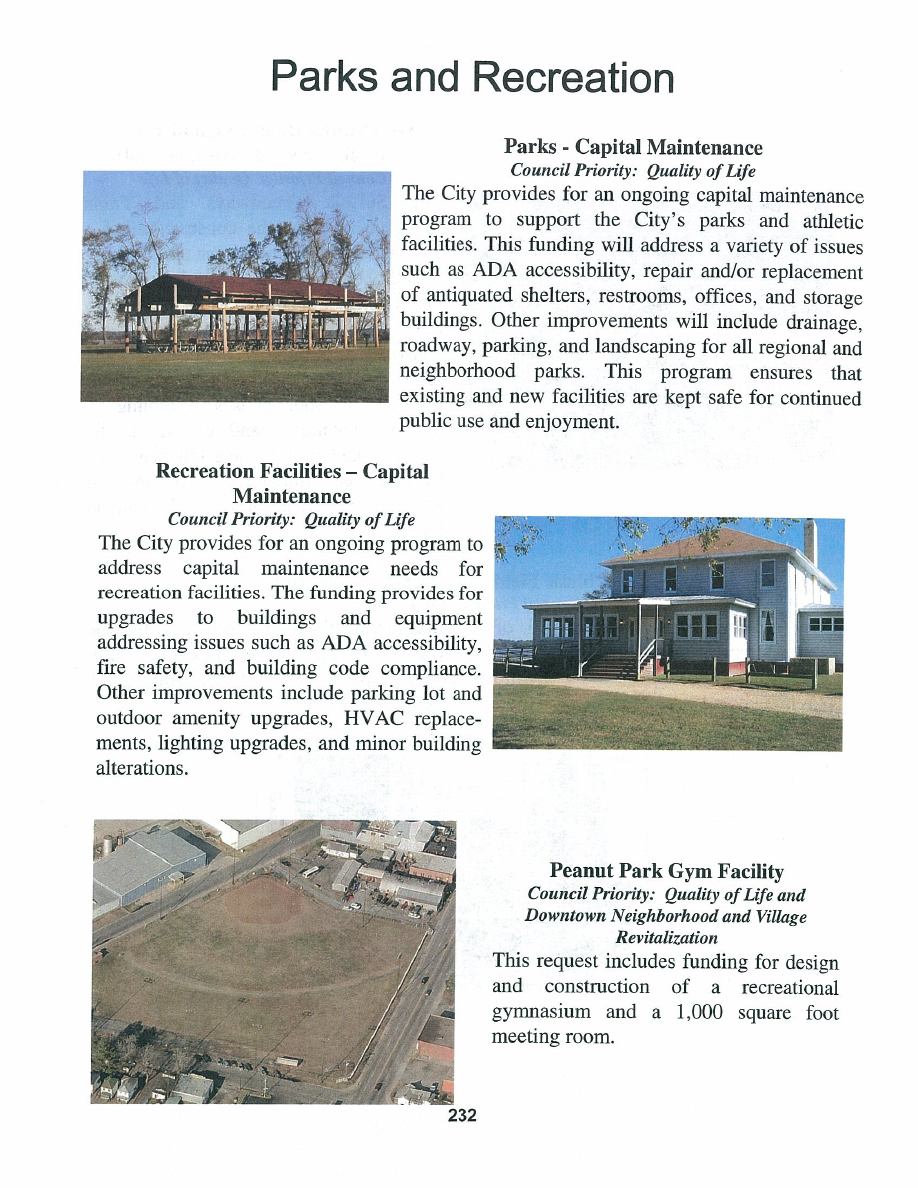 Parks and Recreation
Parks - Capital Maintenance
Council Priority: Quality of Life
The City provides for an ongoing capital maintenance
program to support the City's parks and athletic
facilities. This funding will address a variety of issues
such as ADA accessibility, repair and/or replacement
of antiquated shelters, restrooms, offices, and storage
buildings. Other improvements will include drainage,
roadway, parking, and landscaping for all regional and
neighborhood parks. This program ensures that
existing and new facilities are kept safe for continued
public use and enjoyment.
Recreation Facilities – Capital
Maintenance
Council Priority: Quality of Life
The City provides for an ongoing program to
address capital maintenance needs for
recreation facilities. The funding provides for
upgrades to buildings and equipment
addressing issues such as ADA accessibility,
fire safety, and building code compliance.
Other improvements include parking lot and
outdoor amenity upgrades, HVAC replace-
ments, lighting upgrades, and minor building
alterations.
Peanut Park Gym Facility
Council Priority: Quality of Life and
Downtown Neighborhood and Village
Revitalization
This request includes funding for design
and construction of a recreational
gymnasium and a 1,000 square foot
meeting room.
232